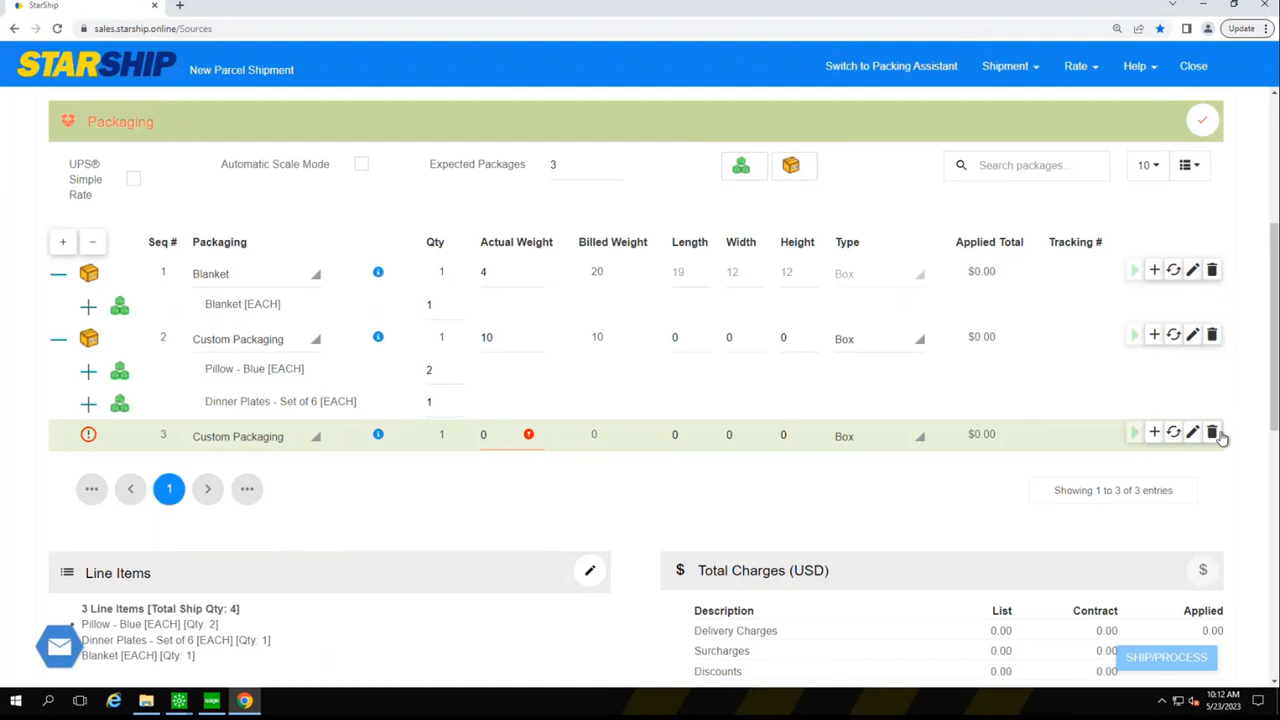 StarShip
sales.starship.online/Sources
Update
STARSHIP
New Parcel Shipment
Switch to Packing Assistant
Shipment
Rate
Help
Close
Packaging
UPS® Simple Rate
Automatic Scale Mode
Expected Packages 3
Search packages...
10
+ − Seq # Packaging Qty Actual Weight Billed Weight Length Width Height Type Applied Total Tracking #
1 Blanket 1 4 20 19 12 12 Box $0.00
Blanket [EACH] 1
2 Custom Packaging 1 10 10 0 0 0 Box $0.00
Pillow - Blue [EACH] 2
Dinner Plates - Set of 6 [EACH] 1
3 Custom Packaging 1 0 0 0 0 0 Box $0.00
1
Showing 1 to 3 of 3 entries
Line Items
3 Line Items [Total Ship Qty: 4]
Pillow - Blue [EACH] [Qty: 2]
Dinner Plates - Set of 6 [EACH] [Qty: 1]
Blanket [EACH] [Qty: 1]
$ Total Charges (USD) $
Description List Contract Applied
Delivery Charges 0.00 0.00 0.00
Surcharges 0.00 0.00
Discounts 0.00 0.00
SHIP/PROCESS
sage
10:12 AM
5/23/2023